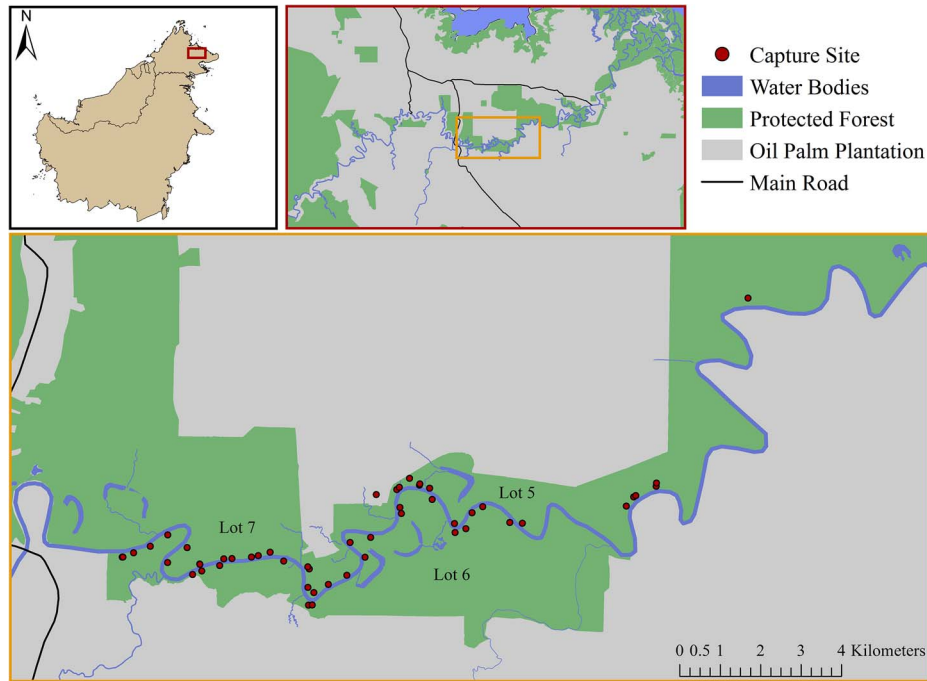 N
Capture Site
Water Bodies
Protected Forest
Oil Palm Plantation
Main Road
Lot 5
Lot 7
Lot 6
0 0.5 1 2 3 4 Kilometers